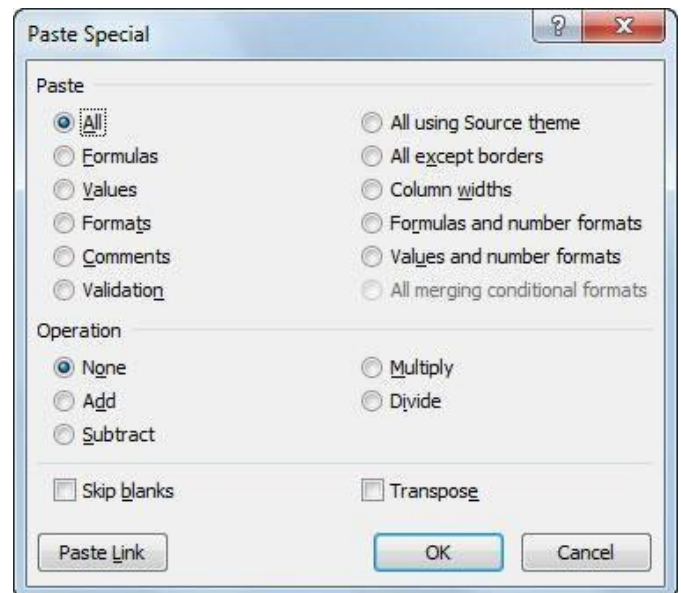 Paste Special
Paste
All
All using Source theme
Formulas
All except borders
Values
Column widths
Formats
Formulas and number formats
Comments
Values and number formats
Validation
All merging conditional formats
Operation
None
Multiply
Add
Divide
Subtract
Skip blanks
Transpose
Paste Link
OK
Cancel